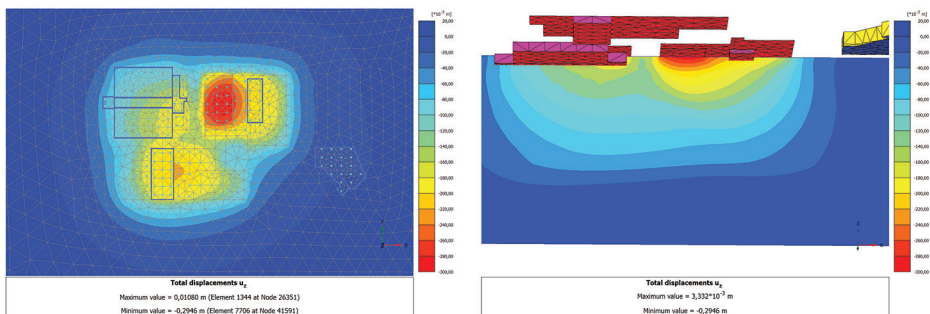 [*10⁻³ m]
20,00
0,00
-20,00
-40,00
-60,00
-80,00
-100,00
-120,00
-140,00
-160,00
-180,00
-200,00
-220,00
-240,00
-260,00
-280,00
-300,00
Y
Z X
Total displacements u_z
Maximum value = 0,01080 m (Element 1344 at Node 26351)
Minimum value = -0,2946 m (Element 7706 at Node 41591)
[*10⁻³ m]
20,00
0,00
-20,00
-40,00
-60,00
-80,00
-100,00
-120,00
-140,00
-160,00
-180,00
-200,00
-220,00
-240,00
-260,00
-280,00
-300,00
Z
X
Total displacements u_z
Maximum value = 3,332*10⁻³ m
Minimum value = -0,2946 m